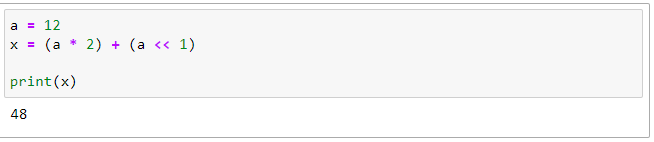 a = 12
x = (a * 2) + (a << 1)
print(x)
48